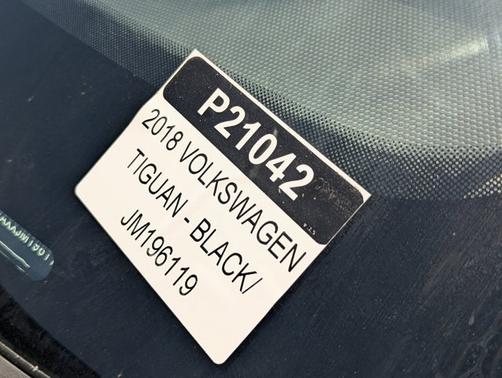 P21042
2018 VOLKSWAGEN
TIGUAN - BLACK/
JM196119